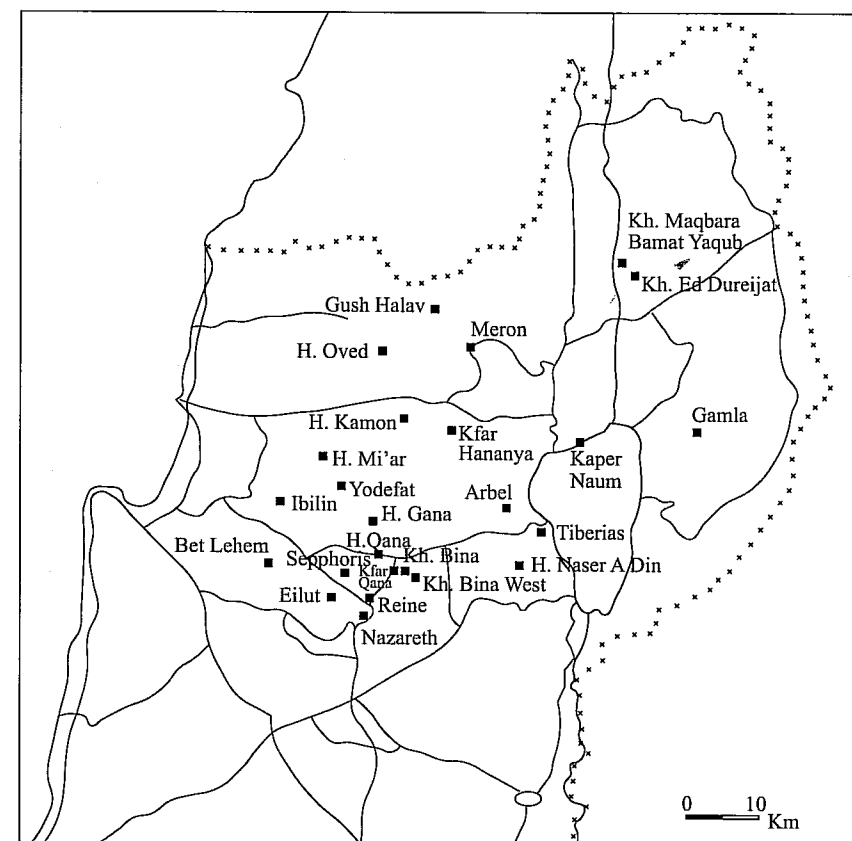 Kh. Maqbara
Bamat Yaqub
Kh. Ed Dureijat
Gush Halav
Meron
H. Oved
H. Kamon
Kfar
Hananya
Gamla
Kaper
Naum
H. Mi'ar
Yodefat
Arbel
Ibilin
H. Gana
Tiberias
H.Qana
Bet Lehem
Sepphoris
Kh. Bina
Kfar
Qana
Kh. Bina West
H. Naser A Din
Eilut
Reine
Nazareth
0 10
Km